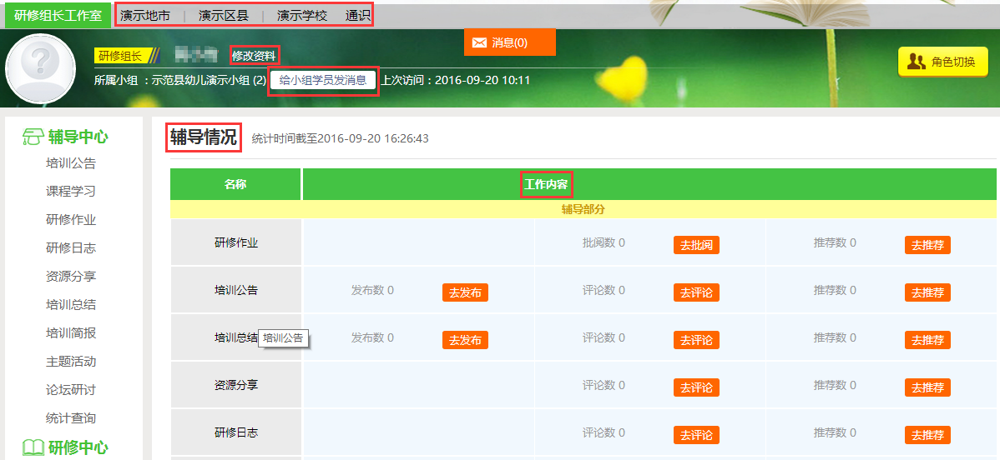 研修组长工作室 演示地市 | 演示区县 | 演示学校 通识
消息(0)
研修组长 修改资料
角色切换
所属小组 ：示范县幼儿演示小组 (2) 给小组学员发消息 上次访问：2016-09-20 10:11
辅导中心
培训公告
课程学习
研修作业
研修日志
资源分享
培训总结
培训简报
主题活动
论坛研讨
统计查询
研修中心
辅导情况 统计时间截至2016-09-20 16:26:43
名称 工作内容
辅导部分
研修作业 批阅数 0 去批阅 推荐数 0 去推荐
培训公告 发布数 0 去发布 评论数 0 去评论 推荐数 0 去推荐
培训总结 培训公告 发布数 0 去发布 评论数 0 去评论 推荐数 0 去推荐
资源分享 评论数 0 去评论 推荐数 0 去推荐
研修日志 评论数 0 去评论 推荐数 0 去推荐